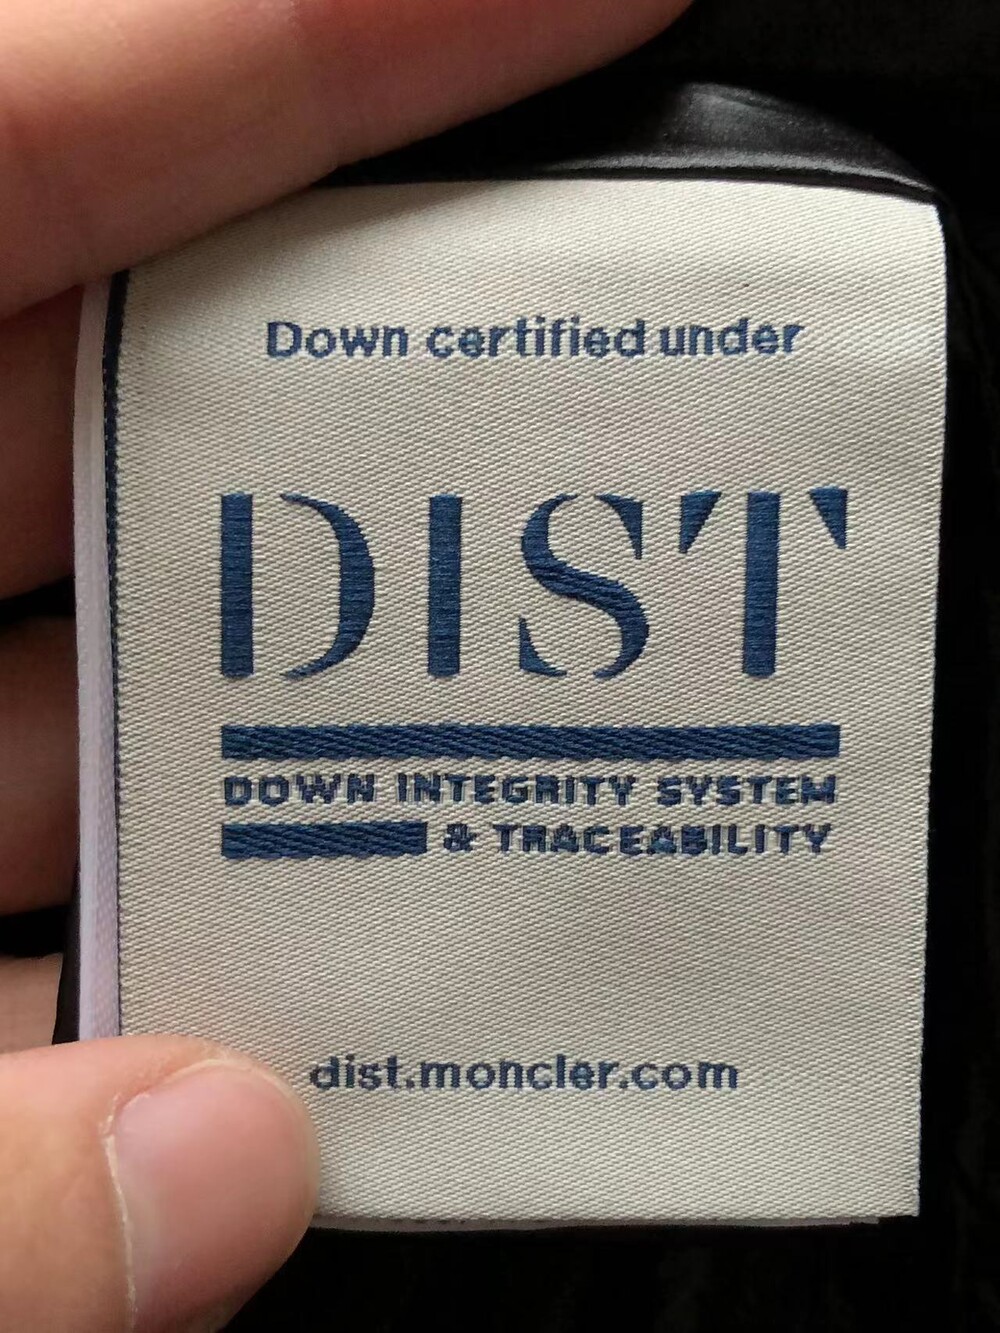 Down certified under
DIST
DOWN INTEGRITY SYSTEM
& TRACEABILITY
dist.moncler.com